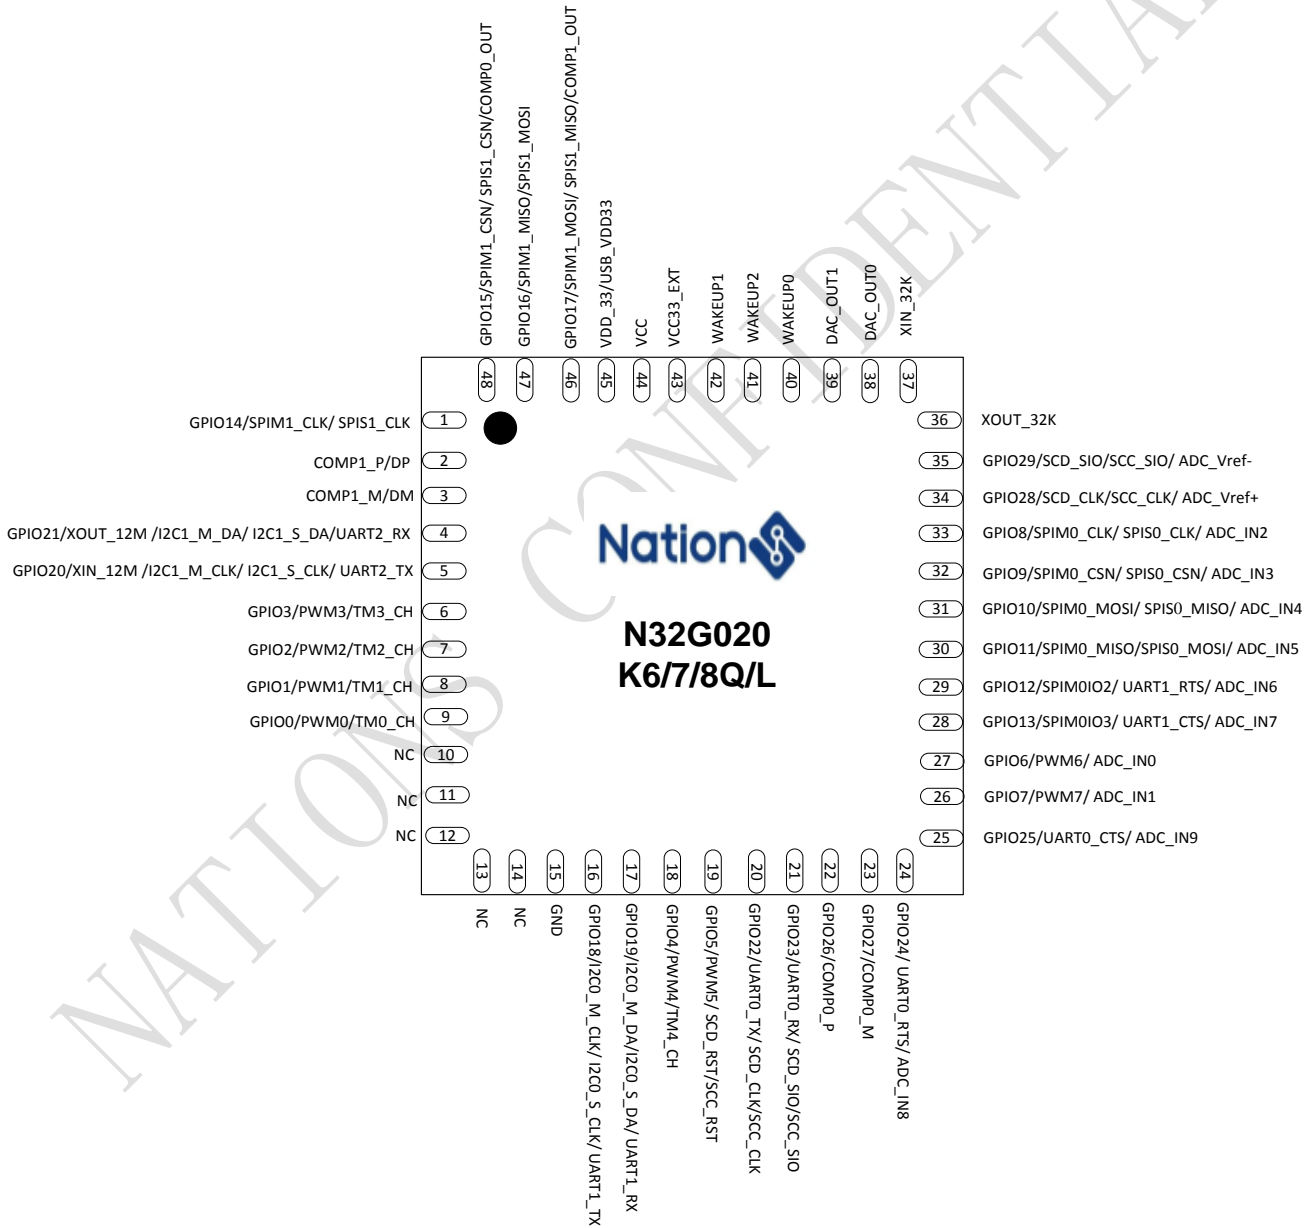 GPIO15/SPIM1_CSN/ SPIS1_CSN/COMP0_OUT
GPIO16/SPIM1_MISO/SPIS1_MOSI
GPIO17/SPIM1_MOSI/ SPIS1_MISO/COMP1_OUT
VDD_33/USB_VDD33
VCC
VCC33_EXT
WAKEUP1
WAKEUP2
WAKEUP0
DAC_OUT1
DAC_OUT0
XIN_32K
48
47
46
45
44
43
42
41
40
39
38
37
GPIO14/SPIM1_CLK/ SPIS1_CLK
1
COMP1_P/DP
2
COMP1_M/DM
3
GPIO21/XOUT_12M /I2C1_M_DA/ I2C1_S_DA/UART2_RX
4
GPIO20/XIN_12M /I2C1_M_CLK/ I2C1_S_CLK/ UART2_TX
5
GPIO3/PWM3/TM3_CH
6
GPIO2/PWM2/TM2_CH
7
GPIO1/PWM1/TM1_CH
8
GPIO0/PWM0/TM0_CH
9
NC
10
NC
11
NC
12
Nation
N32G020
K6/7/8Q/L
36
XOUT_32K
35
GPIO29/SCD_SIO/SCC_SIO/ ADC_Vref-
34
GPIO28/SCD_CLK/SCC_CLK/ ADC_Vref+
33
GPIO8/SPIM0_CLK/ SPIS0_CLK/ ADC_IN2
32
GPIO9/SPIM0_CSN/ SPIS0_CSN/ ADC_IN3
31
GPIO10/SPIM0_MOSI/ SPIS0_MISO/ ADC_IN4
30
GPIO11/SPIM0_MISO/SPIS0_MOSI/ ADC_IN5
29
GPIO12/SPIM0IO2/ UART1_RTS/ ADC_IN6
28
GPIO13/SPIM0IO3/ UART1_CTS/ ADC_IN7
27
GPIO6/PWM6/ ADC_IN0
26
GPIO7/PWM7/ ADC_IN1
25
GPIO25/UART0_CTS/ ADC_IN9
13
14
15
16
17
18
19
20
21
22
23
24
NC
NC
GND
GPIO18/I2C0_M_CLK/ I2C0_S_CLK/ UART1_TX
GPIO19/I2C0_M_DA/I2C0_S_DA/ UART1_RX
GPIO4/PWM4/TM4_CH
GPIO5/PWM5/ SCD_RST/SCC_RST
GPIO22/UART0_TX/ SCD_CLK/SCC_CLK
GPIO23/UART0_RX/ SCD_SIO/SCC_SIO
GPIO26/COMP0_P
GPIO27/COMP0_M
GPIO24/ UART0_RTS/ ADC_IN8
NATIONS CONFIDENTIAL